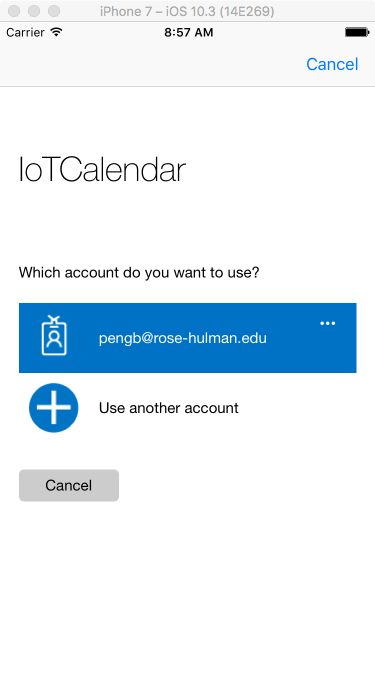 iPhone 7 – iOS 10.3 (14E269)
Carrier 8:57 AM
Cancel
IoTCalendar
Which account do you want to use?
pengb@rose-hulman.edu
Use another account
Cancel